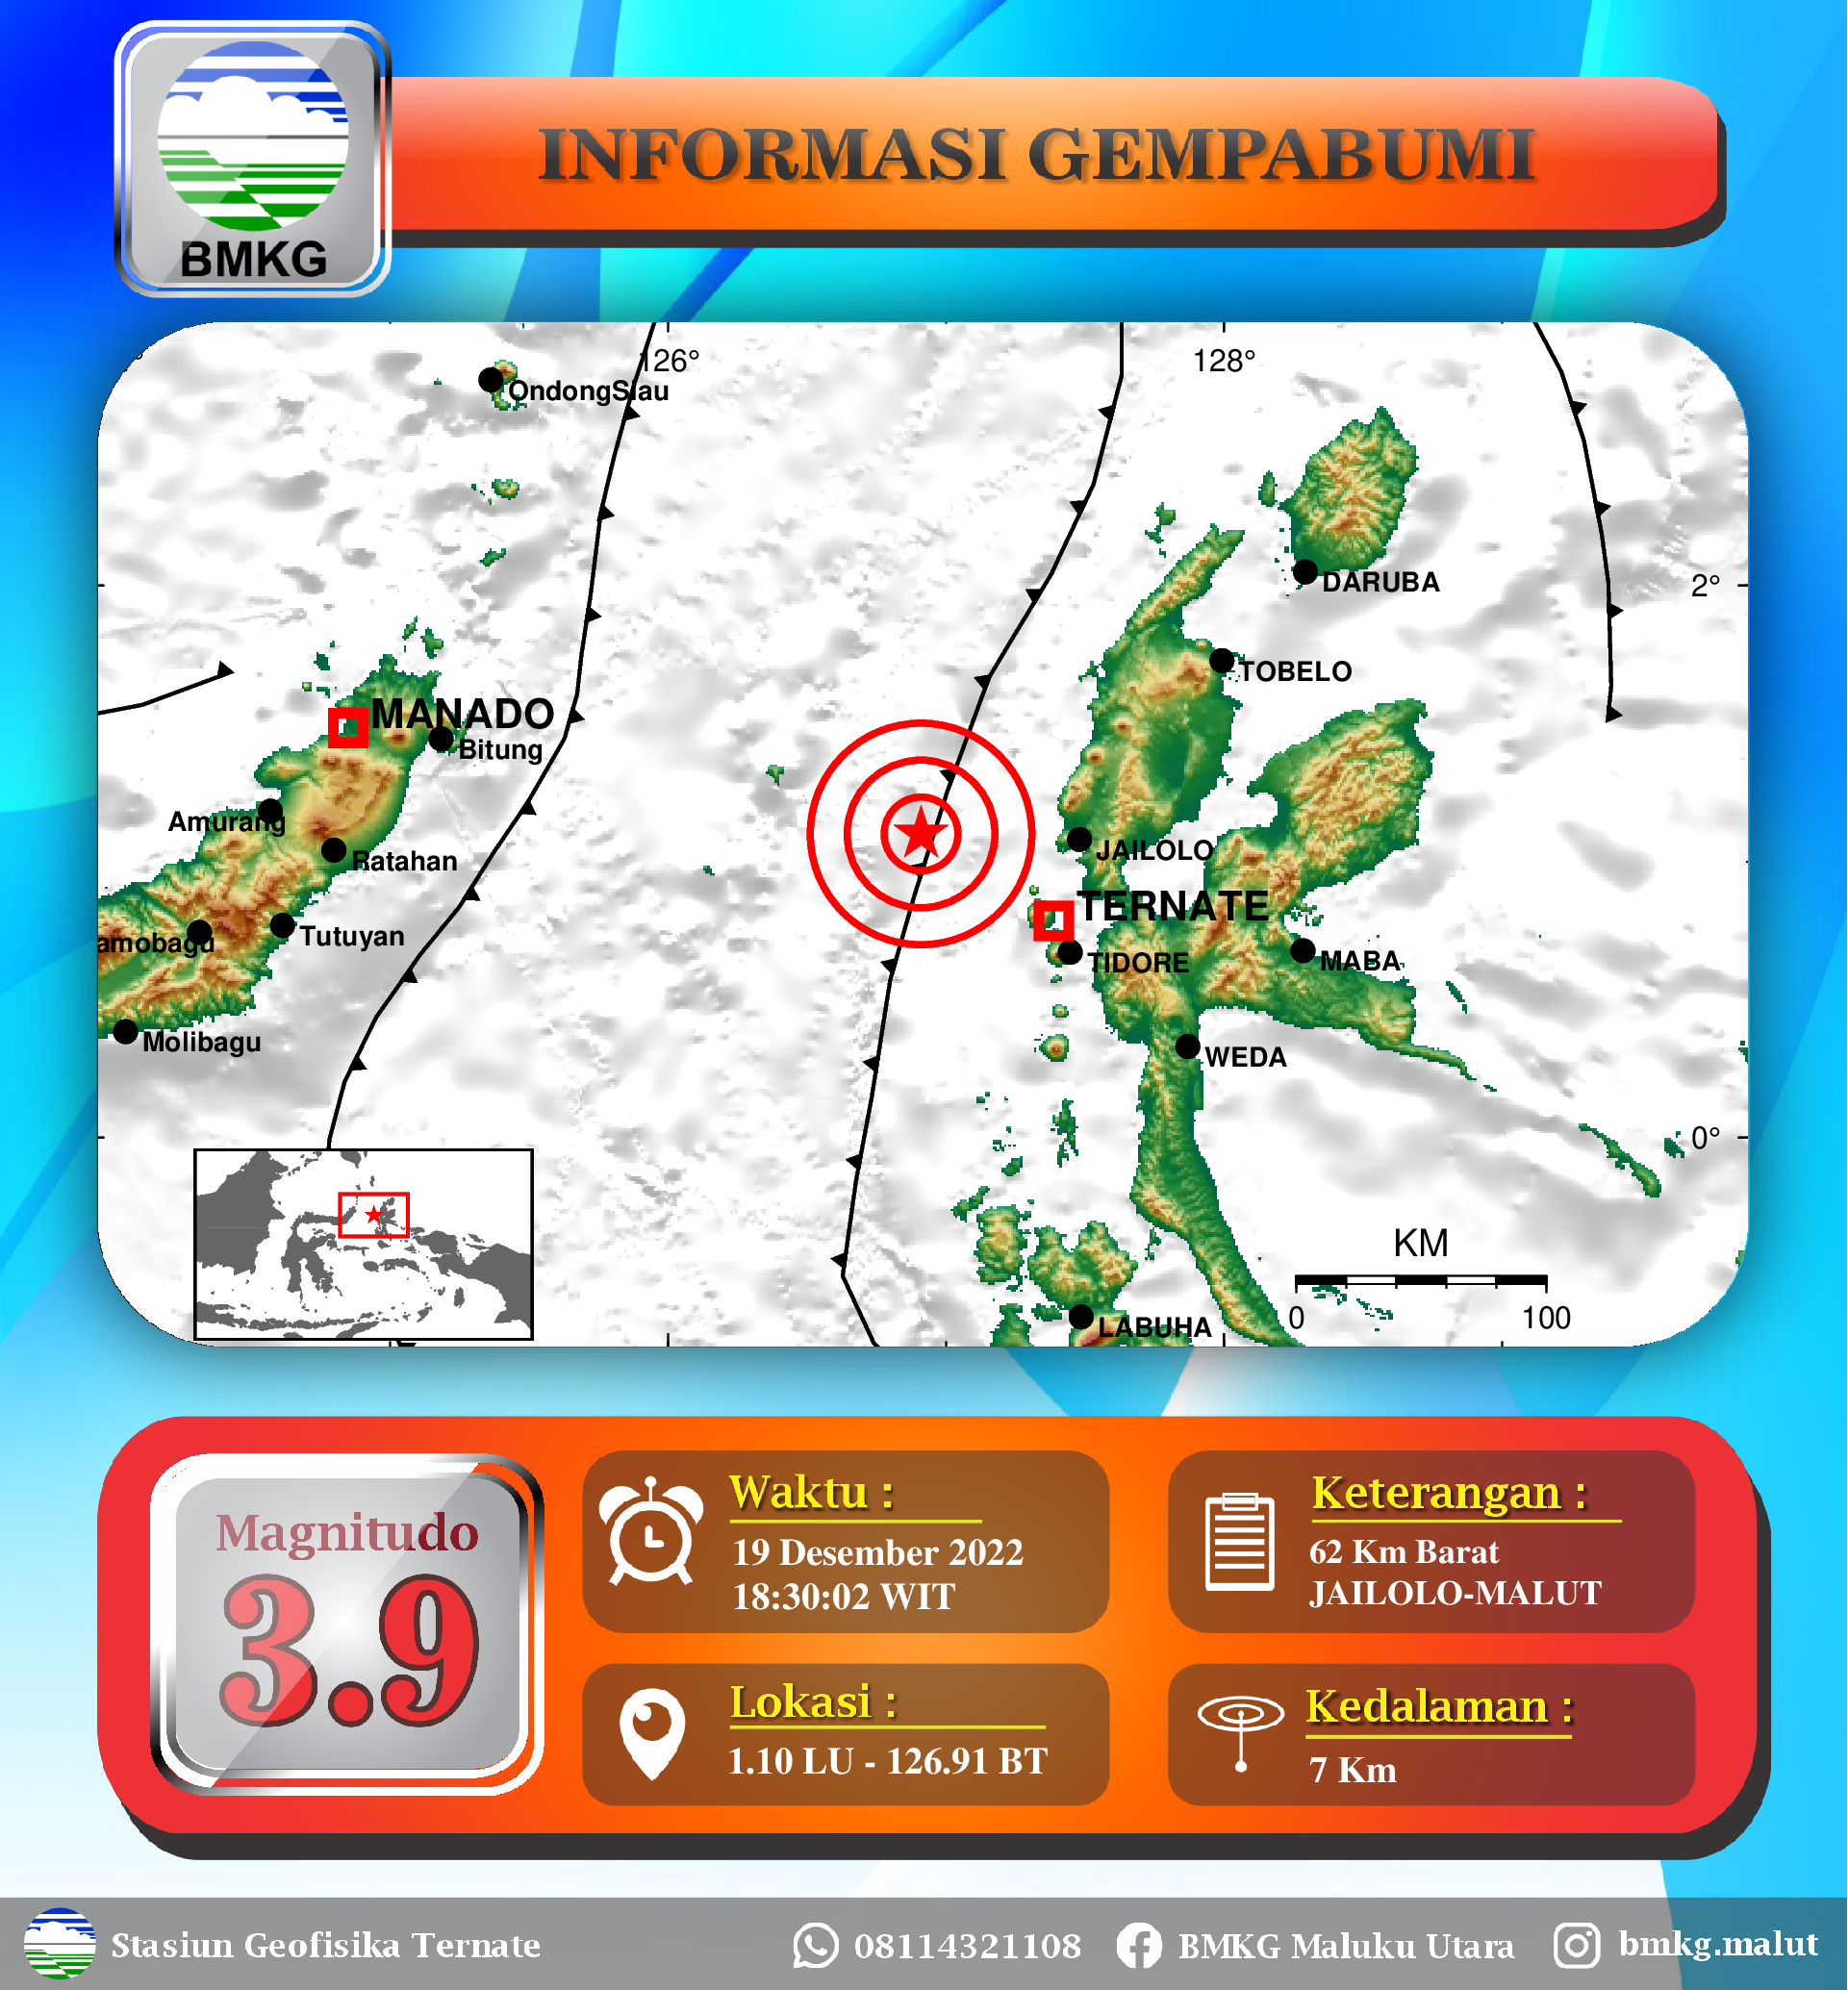 BMKG
INFORMASI GEMPABUMI
126°
128°
OndongSiau
2°
DARUBA
TOBELO
MANADO
Bitung
Amurang
Ratahan
JAILOLO
TERNATE
amobagu
Tutuyan
TIDORE
MABA
Molibagu
WEDA
0°
KM
0 100
LABUHA
Magnitudo
3.9
Waktu :
19 Desember 2022
18:30:02 WIT
Keterangan :
62 Km Barat
JAILOLO-MALUT
Lokasi :
1.10 LU - 126.91 BT
Kedalaman :
7 Km
Stasiun Geofisika Ternate
08114321108
BMKG Maluku Utara
bmkg.malut